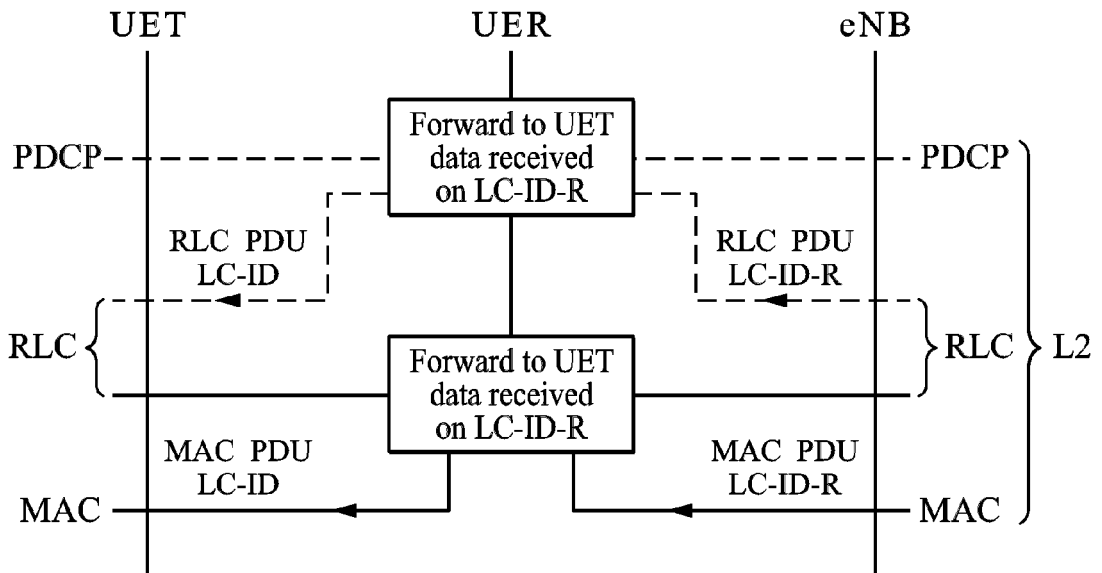 UET UER eNB
Forward to UET
data received
on LC-ID-R
PDCP PDCP
RLC PDU
LC-ID
RLC PDU
LC-ID-R
RLC RLC L2
Forward to UET
data received
on LC-ID-R
MAC PDU
LC-ID
MAC PDU
LC-ID-R
MAC MAC